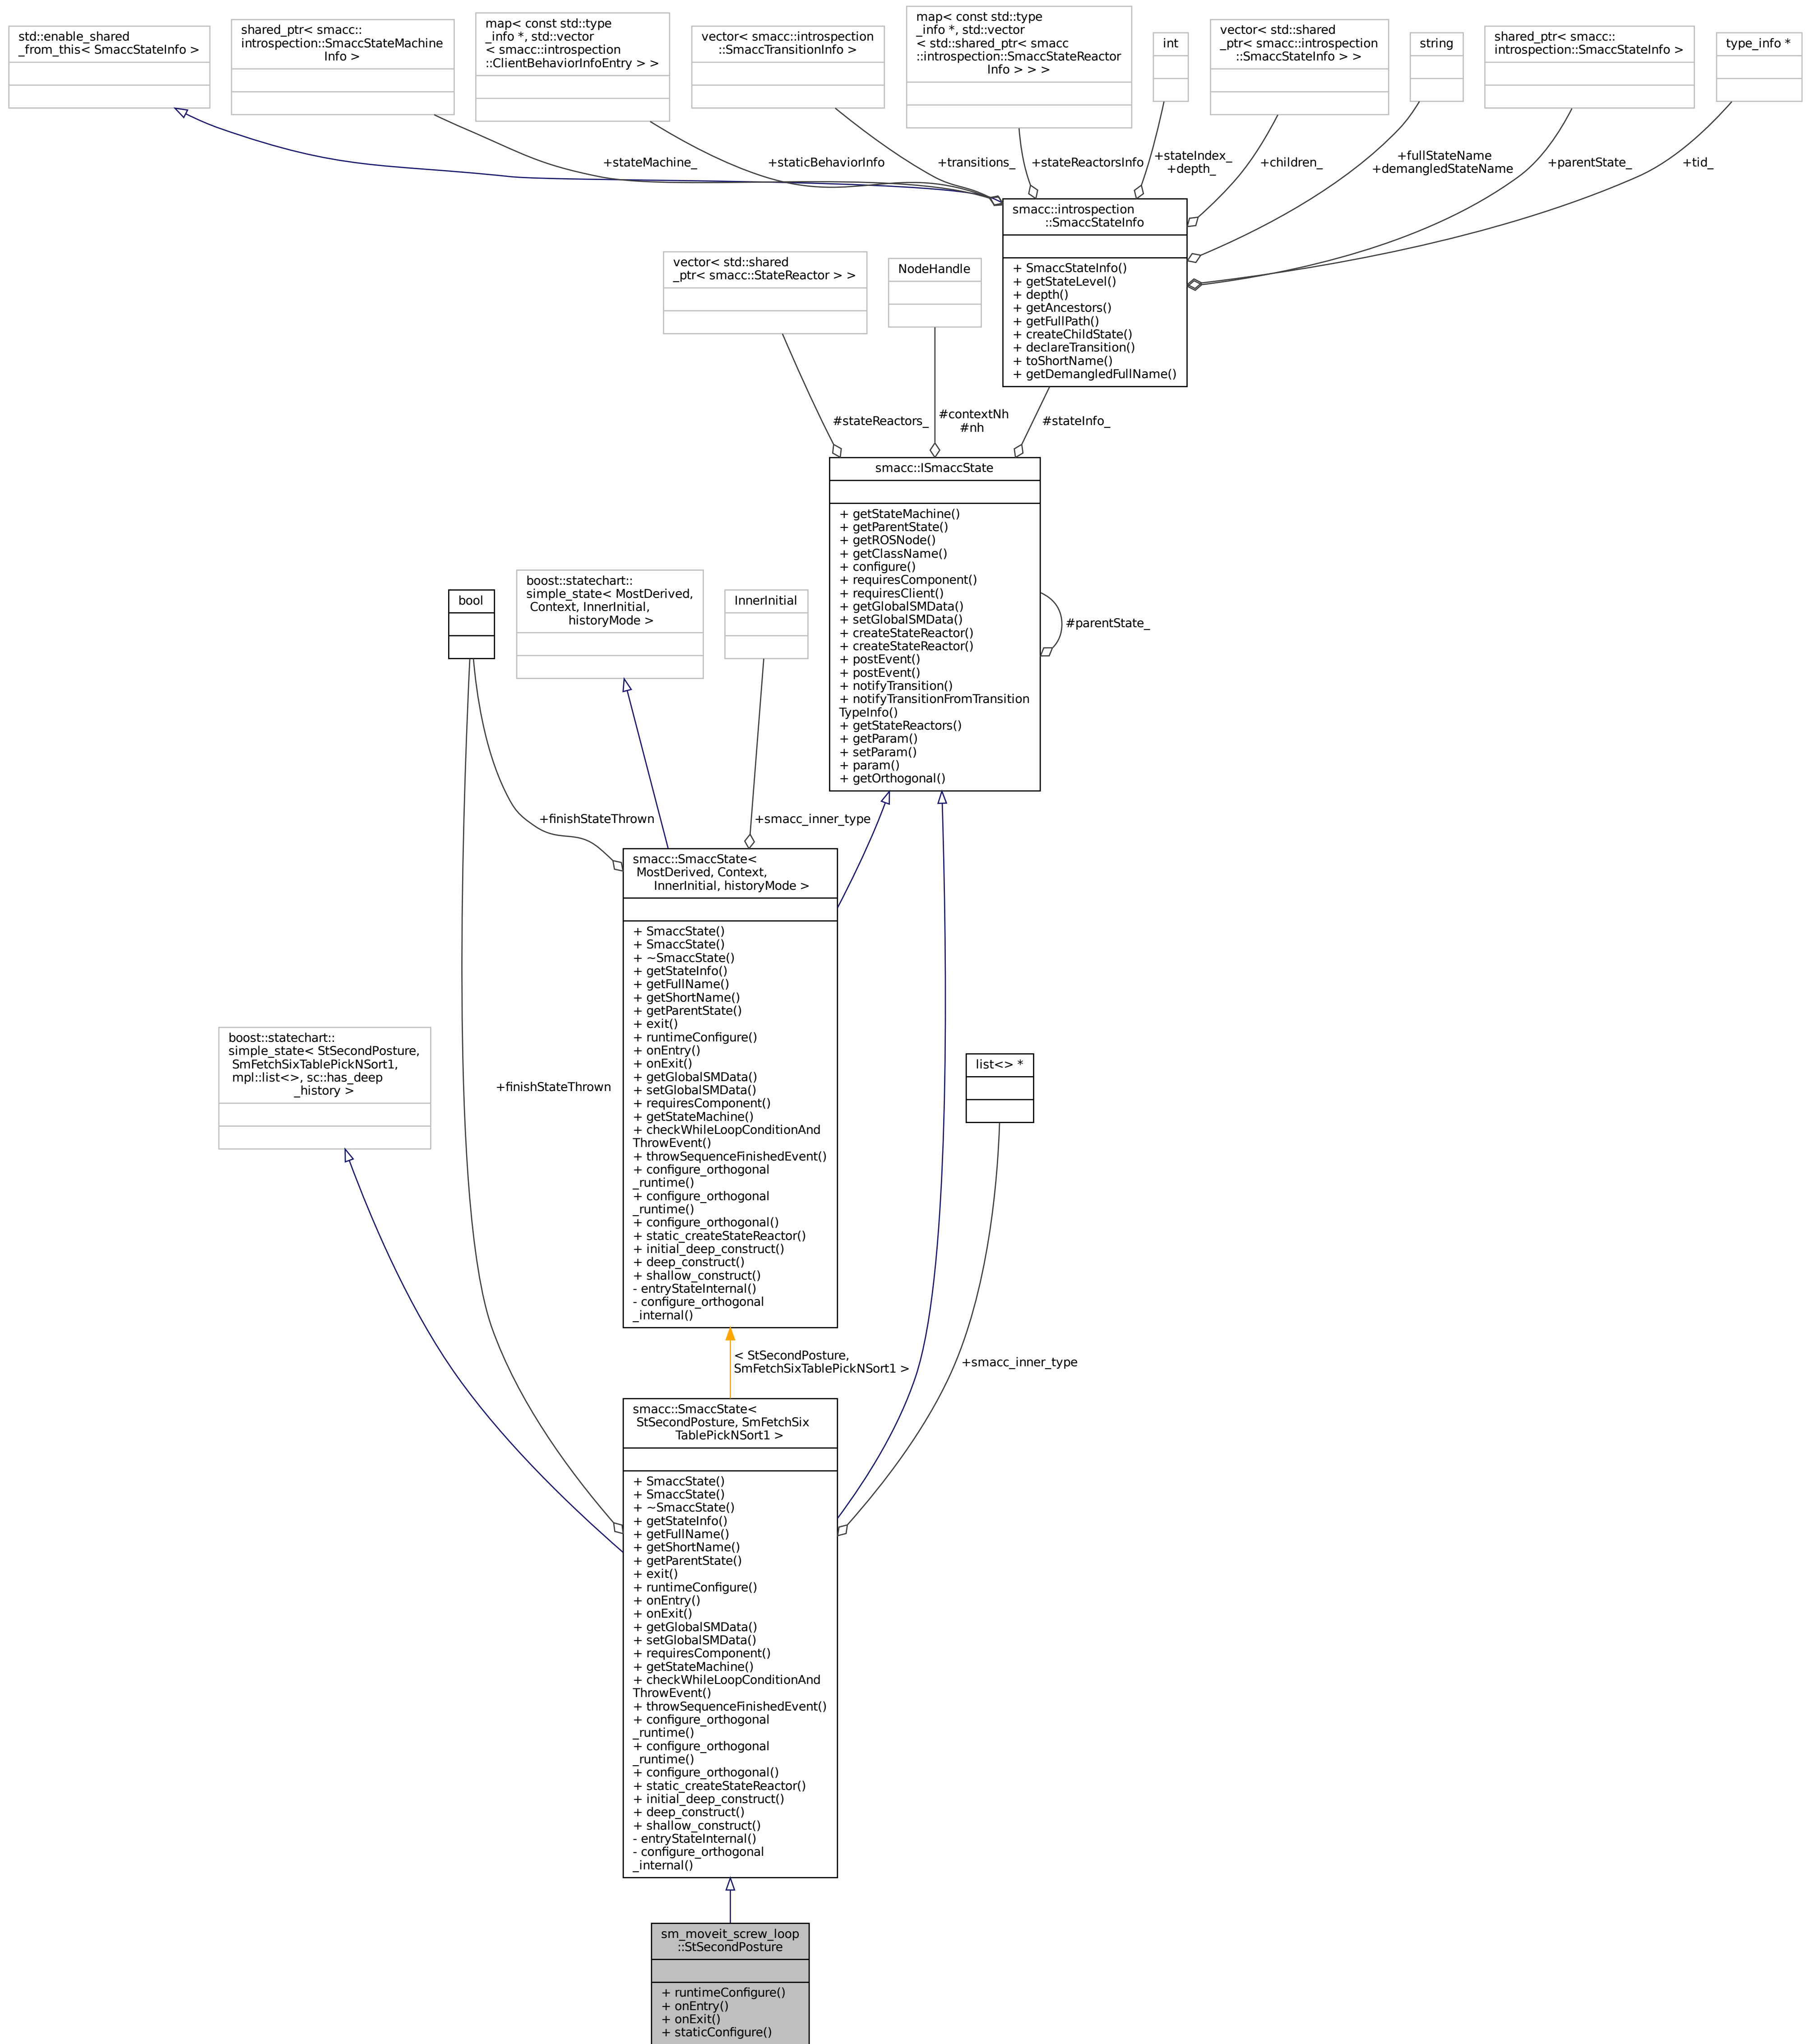 std::enable_shared
_from_this< SmaccStateInfo >
shared_ptr< smacc::
introspection::SmaccStateMachine
Info >
map< const std::type
_info *, std::vector
< smacc::introspection
::ClientBehaviorInfoEntry > >
vector< smacc::introspection
::SmaccTransitionInfo >
map< const std::type
_info *, std::vector
< std::shared_ptr< smacc
::introspection::SmaccStateReactor
Info > > >
int
vector< std::shared
_ptr< smacc::introspection
::SmaccStateInfo > >
string
shared_ptr< smacc::
introspection::SmaccStateInfo >
type_info *
+stateMachine_
+staticBehaviorInfo
+transitions_
+stateReactorsInfo
+stateIndex_
+depth_
+children_
+fullStateName
+demangledStateName
+parentState_
+tid_
smacc::introspection
::SmaccStateInfo
+ SmaccStateInfo()
+ getStateLevel()
+ depth()
+ getAncestors()
+ getFullPath()
+ createChildState()
+ declareTransition()
+ toShortName()
+ getDemangledFullName()
vector< std::shared
_ptr< smacc::StateReactor > >
NodeHandle
#stateReactors_
#contextNh
#nh
#stateInfo_
smacc::ISmaccState
+ getStateMachine()
+ getParentState()
+ getROSNode()
+ getClassName()
+ configure()
+ requiresComponent()
+ requiresClient()
+ getGlobalSMData()
+ setGlobalSMData()
+ createStateReactor()
+ createStateReactor()
+ postEvent()
+ postEvent()
+ notifyTransition()
+ notifyTransitionFromTransition
TypeInfo()
+ getStateReactors()
+ getParam()
+ setParam()
+ param()
+ getOrthogonal()
#parentState_
bool
boost::statechart::
simple_state< MostDerived,
Context, InnerInitial,
historyMode >
InnerInitial
+finishStateThrown
+smacc_inner_type
smacc::SmaccState<
MostDerived, Context,
InnerInitial, historyMode >
+ SmaccState()
+ SmaccState()
+ ~SmaccState()
+ getStateInfo()
+ getFullName()
+ getShortName()
+ getParentState()
+ exit()
+ runtimeConfigure()
+ onEntry()
+ onExit()
+ getGlobalSMData()
+ setGlobalSMData()
+ requiresComponent()
+ getStateMachine()
+ checkWhileLoopConditionAnd
ThrowEvent()
+ throwSequenceFinishedEvent()
+ configure_orthogonal
_runtime()
+ configure_orthogonal
_runtime()
+ configure_orthogonal()
+ static_createStateReactor()
+ initial_deep_construct()
+ deep_construct()
+ shallow_construct()
- entryStateInternal()
- configure_orthogonal
_internal()
boost::statechart::
simple_state< StSecondPosture,
SmFetchSixTablePickNSort1,
mpl::list<>, sc::has_deep
_history >
+finishStateThrown
list<> *
< StSecondPosture,
SmFetchSixTablePickNSort1 >
+smacc_inner_type
smacc::SmaccState<
StSecondPosture, SmFetchSix
TablePickNSort1 >
+ SmaccState()
+ SmaccState()
+ ~SmaccState()
+ getStateInfo()
+ getFullName()
+ getShortName()
+ getParentState()
+ exit()
+ runtimeConfigure()
+ onEntry()
+ onExit()
+ getGlobalSMData()
+ setGlobalSMData()
+ requiresComponent()
+ getStateMachine()
+ checkWhileLoopConditionAnd
ThrowEvent()
+ throwSequenceFinishedEvent()
+ configure_orthogonal
_runtime()
+ configure_orthogonal
_runtime()
+ configure_orthogonal()
+ static_createStateReactor()
+ initial_deep_construct()
+ deep_construct()
+ shallow_construct()
- entryStateInternal()
- configure_orthogonal
_internal()
sm_moveit_screw_loop
::StSecondPosture
+ runtimeConfigure()
+ onEntry()
+ onExit()
+ staticConfigure()